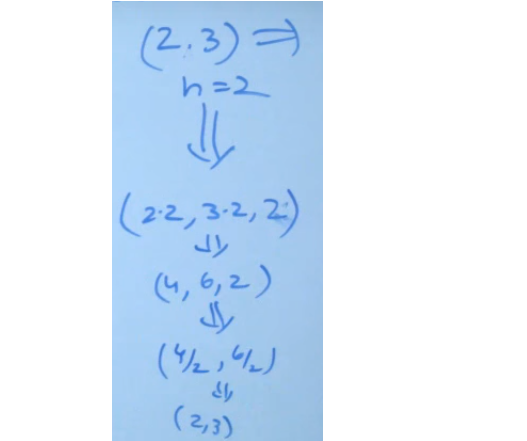 (2,3) ⇒
n=2
⇓
(2·2, 3·2, 2)
⇓
(4, 6, 2)
⇓
(4/2, 6/2)
⇓
(2,3)